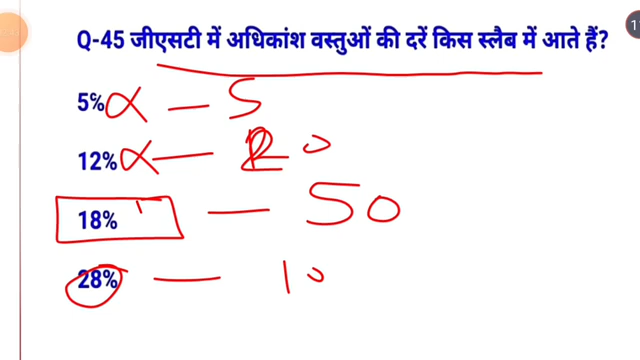 Q-45 जीएसटी में अधिकांश वस्तुओं की दरें किस स्लैब में आते हैं?
5% α — 5
12% α — 20
18% — 50
28% — 10